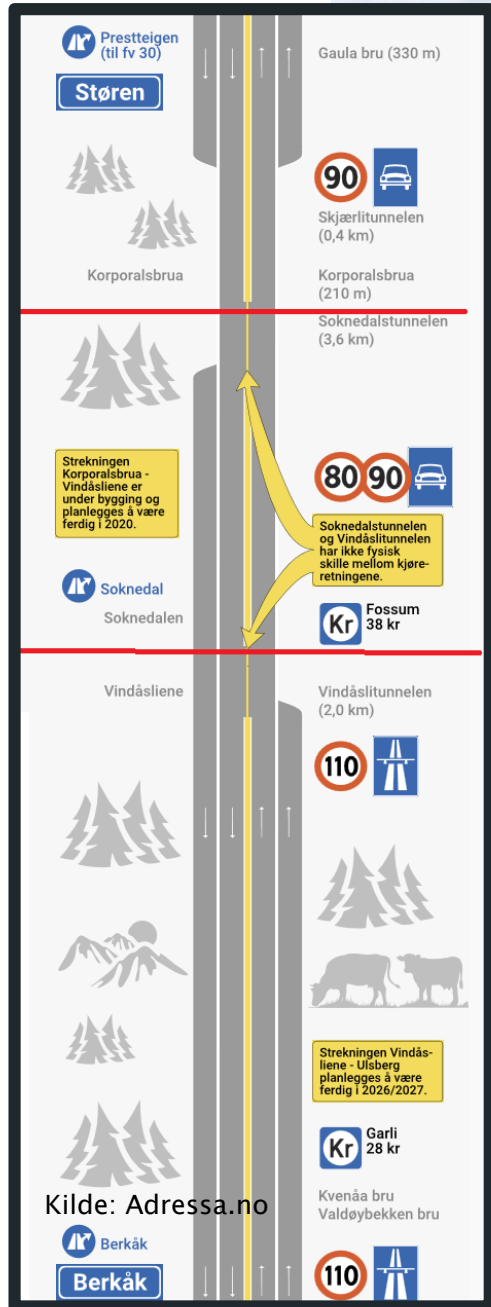 Prestteigen
(til fv 30)
Støren
Gaula bru (330 m)
90
Skjærlitunnelen
(0,4 km)
Korporalsbrua
Korporalsbrua
(210 m)
Soknedalstunnelen
(3,6 km)
Strekningen
Korporalsbrua -
Vindåsliene er
under bygging og
planlegges å være
ferdig i 2020.
80 90
Soknedalstunnelen
og Vindåslitunnelen
har ikke fysisk
skille mellom kjøre-
retningene.
Soknedal
Soknedalen
Kr
Fossum
38 kr
Vindåsliene
Vindåslitunnelen
(2,0 km)
110
Strekningen Vindås-
liene - Ulsberg
planlegges å være
ferdig i 2026/2027.
Kr
Garli
28 kr
Kilde: Adressa.no
Kvenåa bru
Valdøybekken bru
Berkåk
Berkåk
110